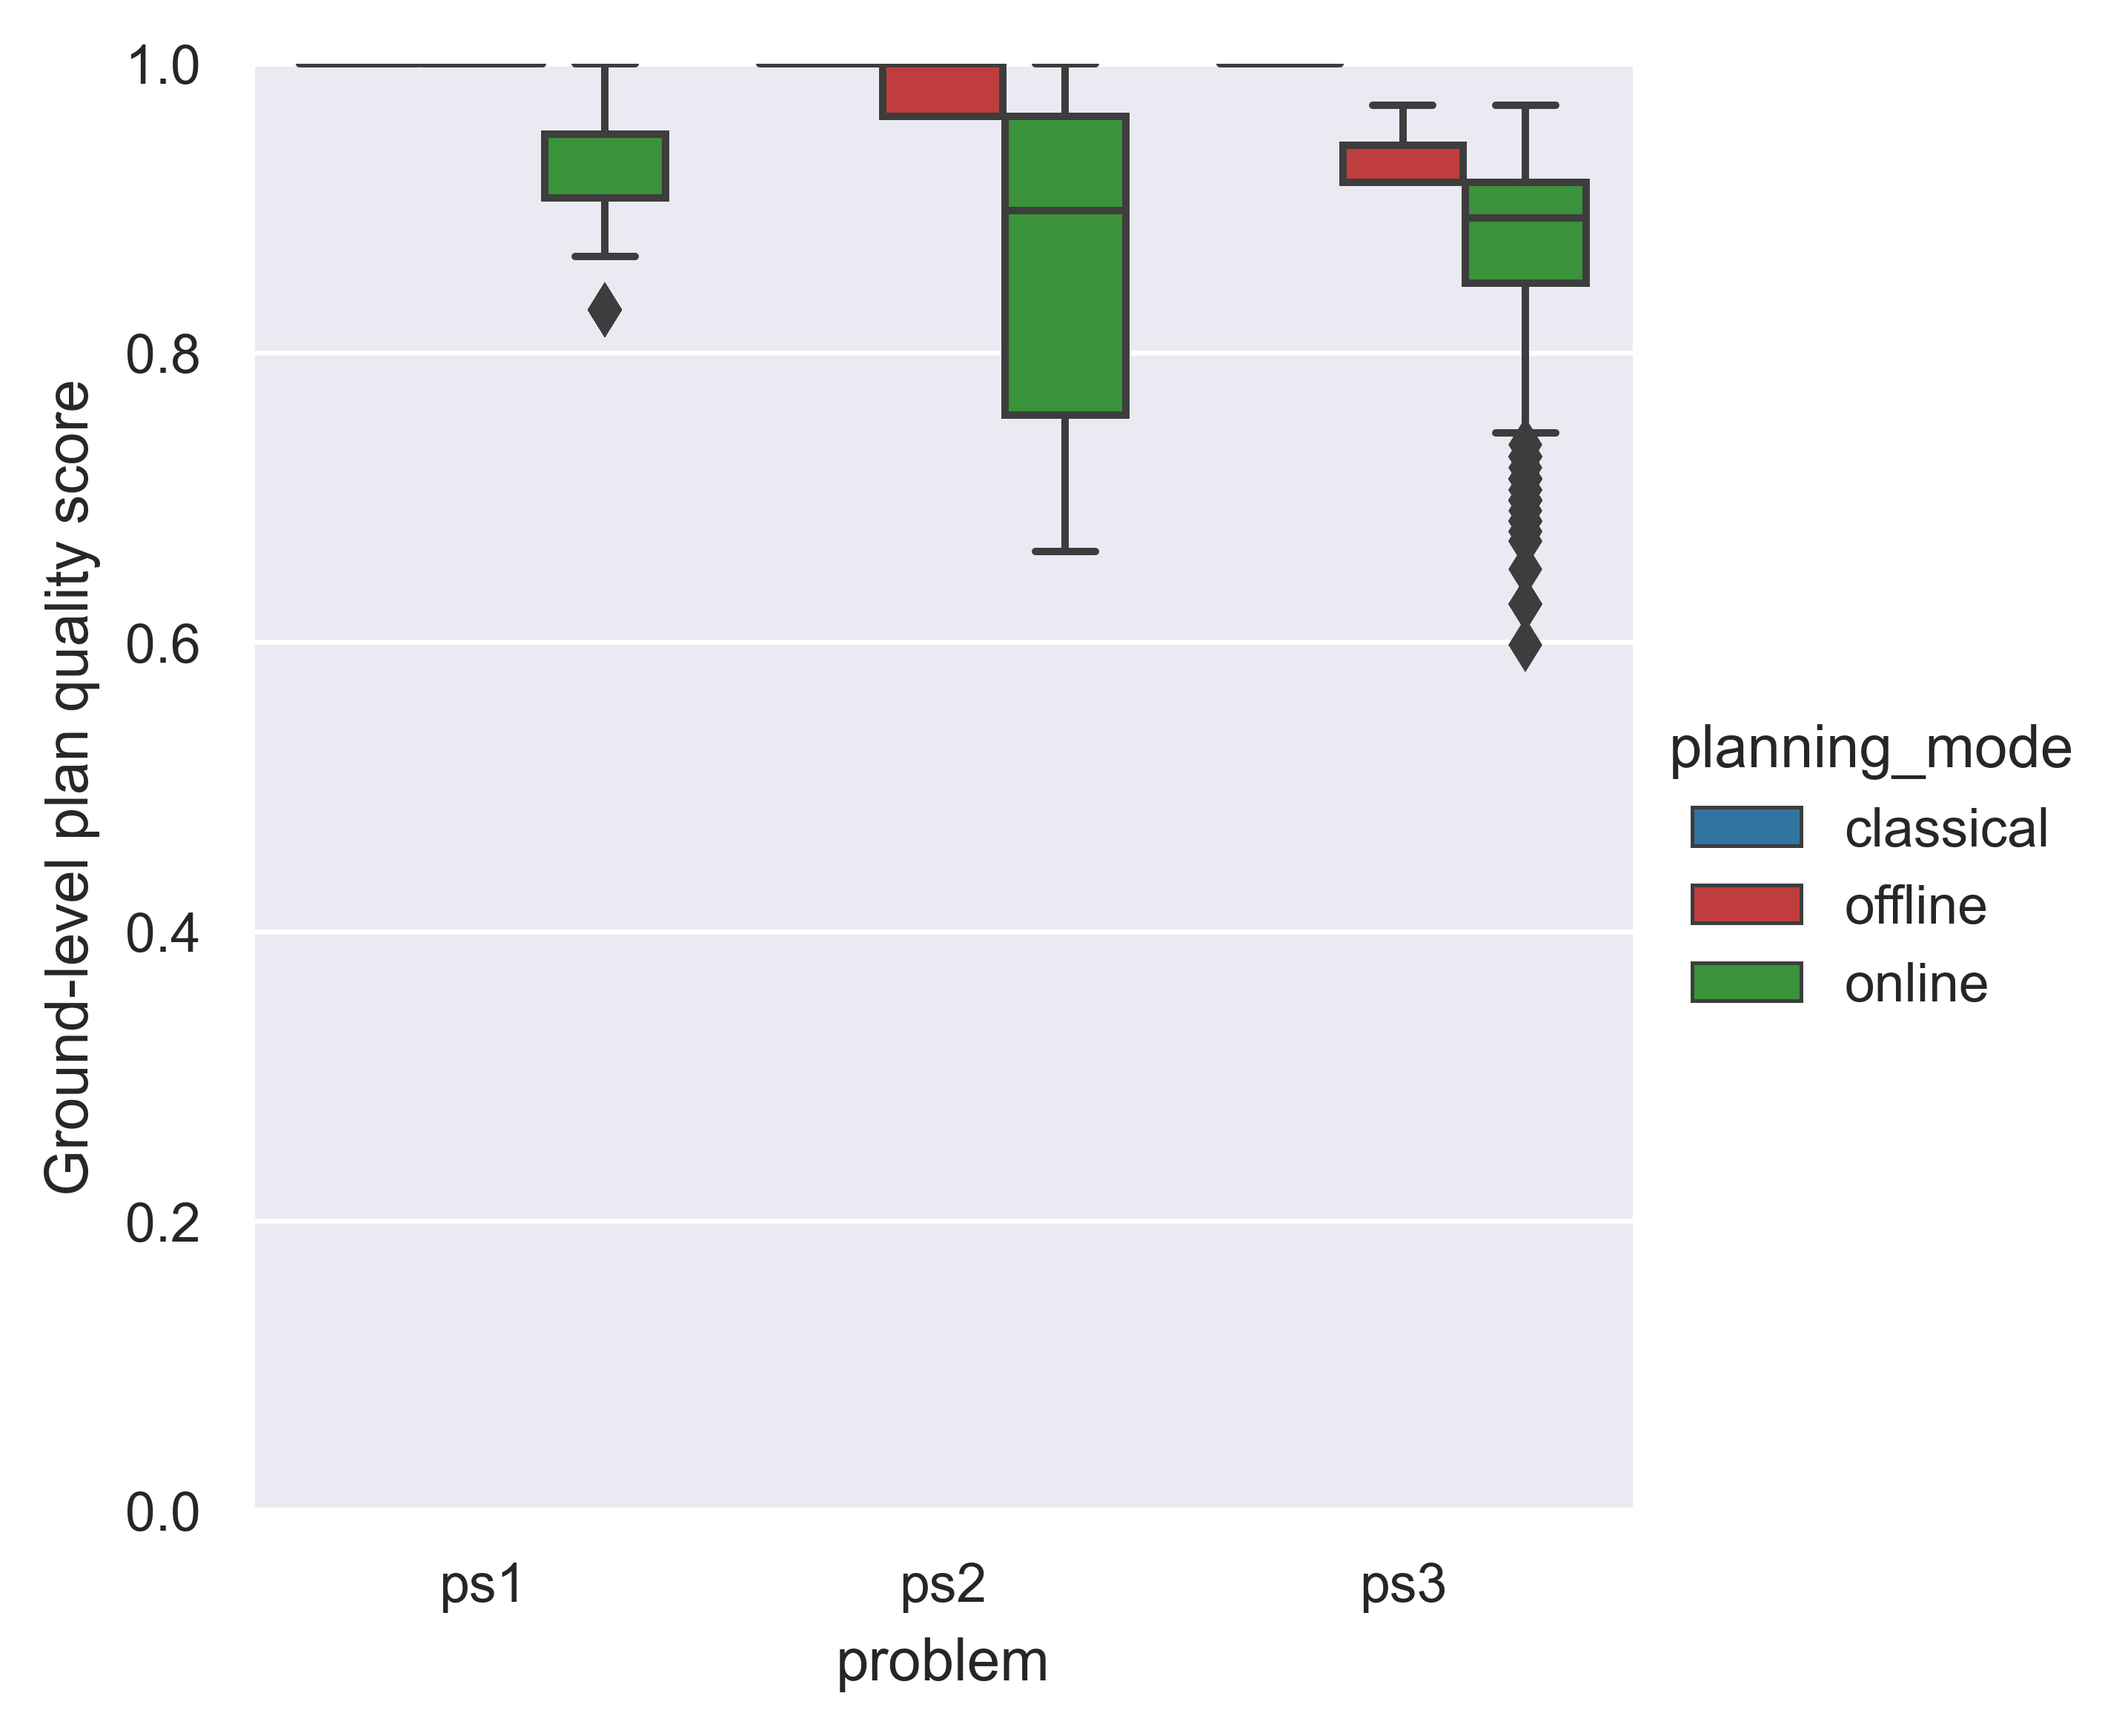 1.0
0.8
0.6
0.4
0.2
0.0
Ground-level plan quality score
ps1
ps2
ps3
problem
planning_mode
classical
offline
online